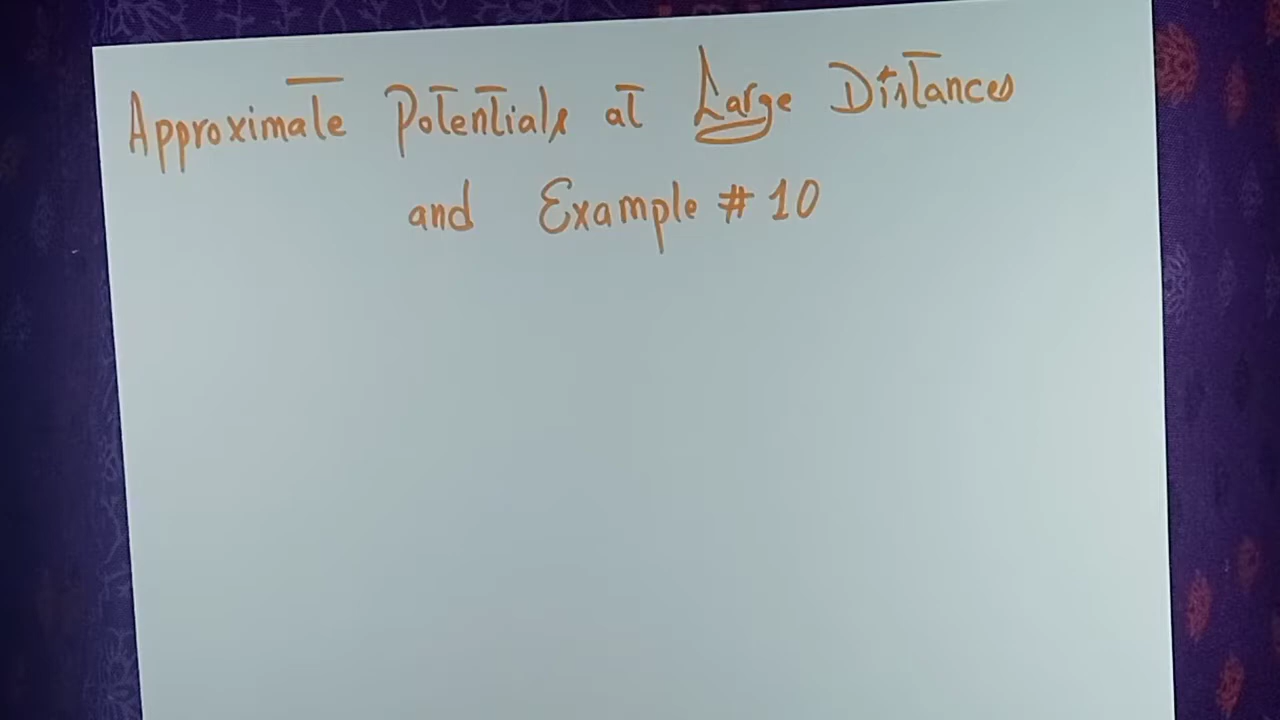 Approximate Potentials at Large Distances
and Example # 10